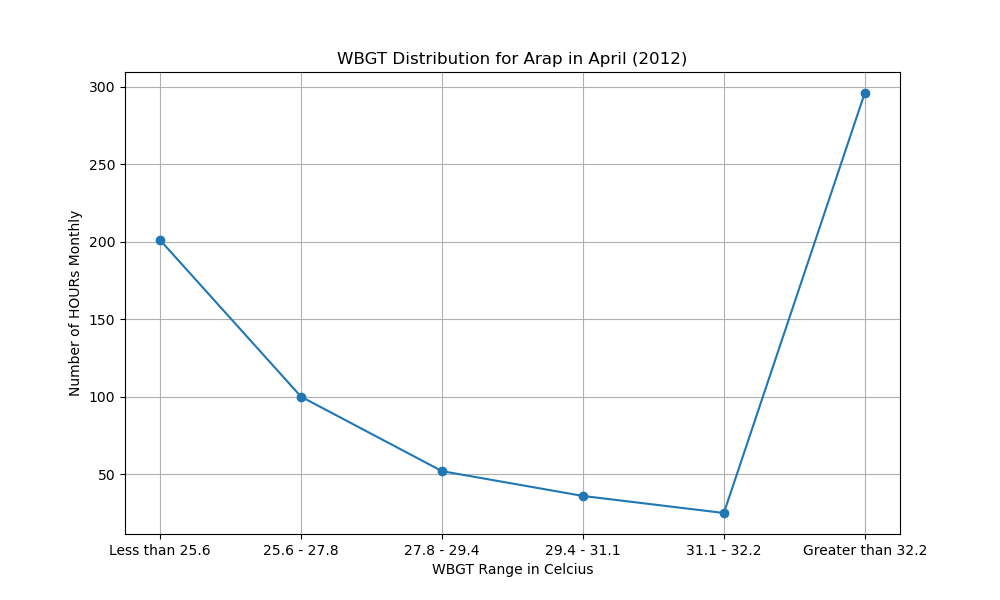 WBGT Distribution for Arap in April (2012)
Number of HOURs Monthly
300
250
200
150
100
50
Less than 25.6
25.6 - 27.8
27.8 - 29.4
29.4 - 31.1
31.1 - 32.2
Greater than 32.2
WBGT Range in Celcius